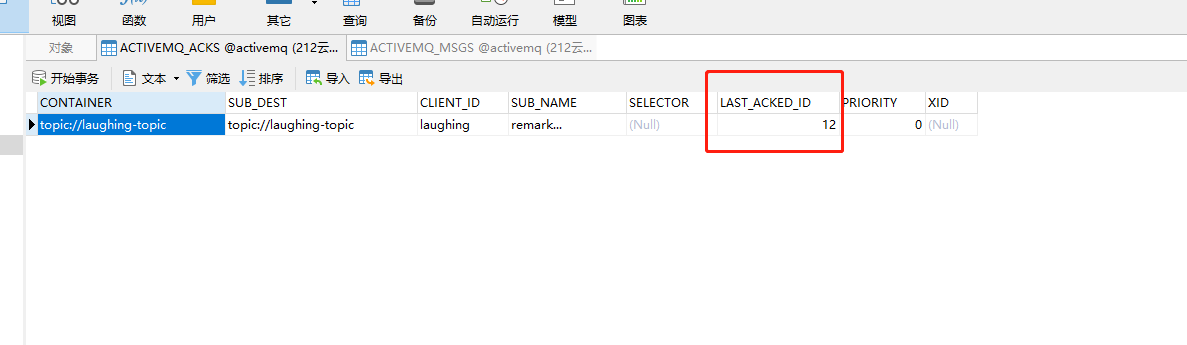 视图 函数 用户 其它 查询 备份 自动运行 模型 图表
对象 ACTIVEMQ_ACKS @activemq (212云... ACTIVEMQ_MSGS @activemq (212云...
开始事务 文本 筛选 排序 导入 导出
CONTAINER SUB_DEST CLIENT_ID SUB_NAME SELECTOR LAST_ACKED_ID PRIORITY XID
topic://laughing-topic topic://laughing-topic laughing remark... (Null) 12 0 (Null)